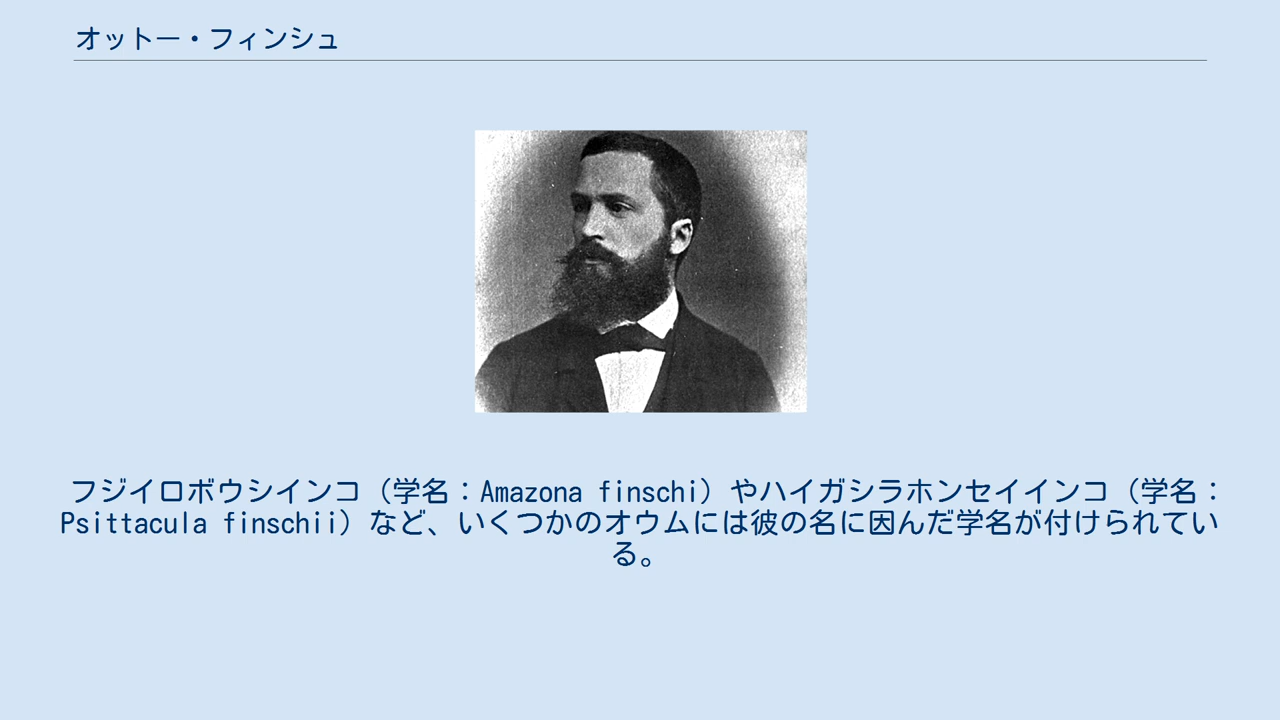 オットー・フィンシュ
フジイロボウシインコ（学名：Amazona finschi）やハイガシラホンセイインコ（学名：
Psittacula finschii）など、いくつかのオウムには彼の名に因んだ学名が付けられてい
る。